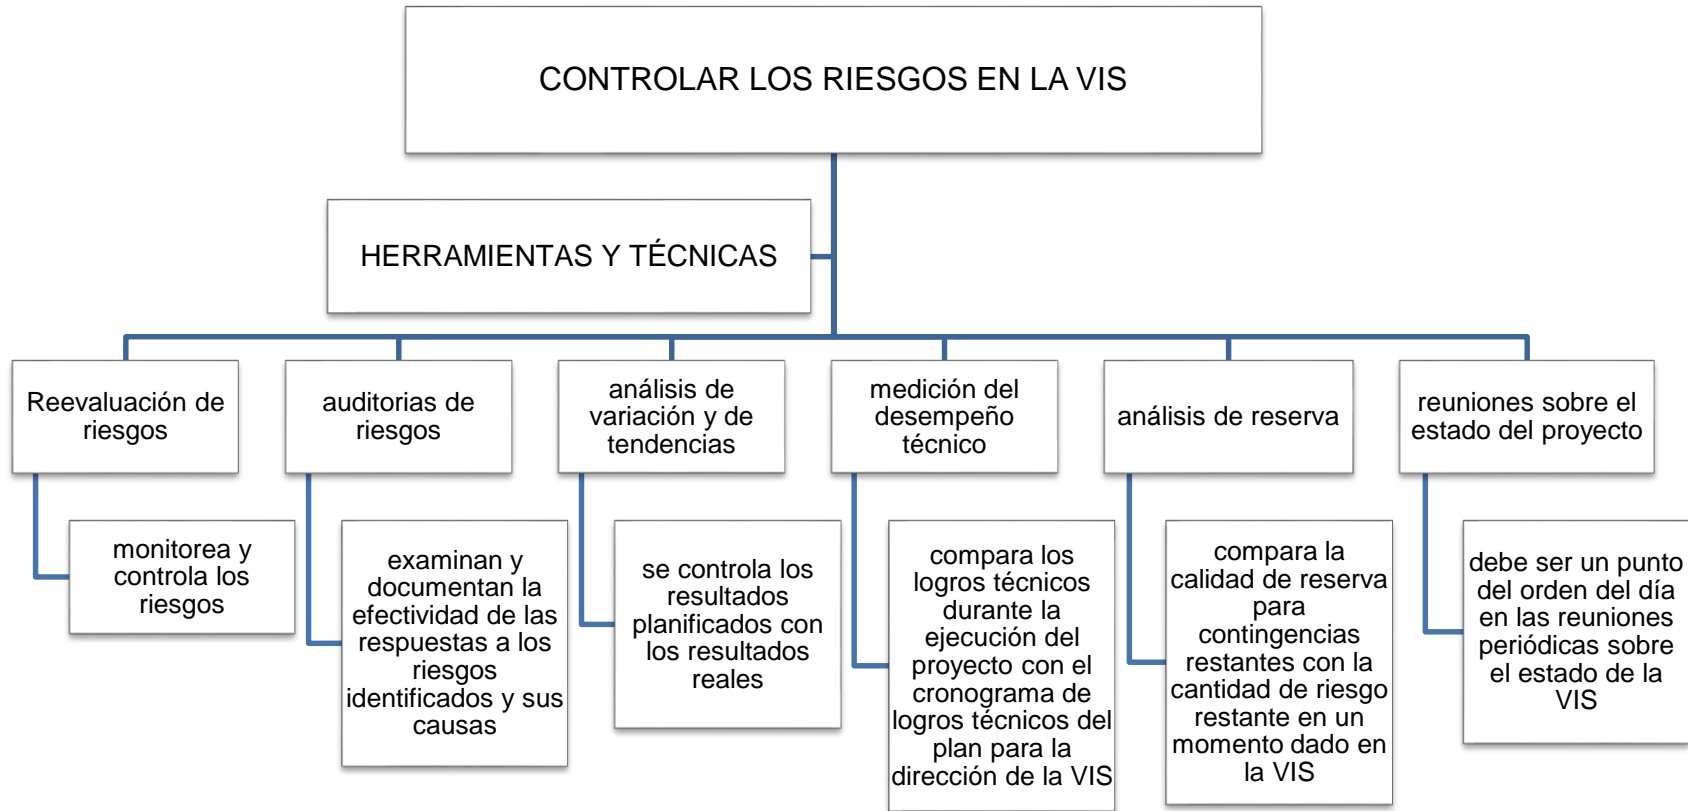 CONTROLAR LOS RIESGOS EN LA VIS
HERRAMIENTAS Y TÉCNICAS
Reevaluación de
riesgos
monitorea y
controla los
riesgos
auditorias de
riesgos
examinan y
documentan la
efectividad de las
respuestas a los
riesgos
identificados y sus
causas
análisis de
variación y de
tendencias
se controla los
resultados
planificados con
los resultados
reales
medición del
desempeño
técnico
compara los
logros técnicos
durante la
ejecución del
proyecto con el
cronograma de
logros técnicos del
plan para la
dirección de la VIS
análisis de reserva
compara la
calidad de reserva
para
contingencias
restantes con la
cantidad de riesgo
restante en un
momento dado en
la VIS
reuniones sobre el
estado del proyecto
debe ser un punto
del orden del día
en las reuniones
periódicas sobre
el estado de la
VIS